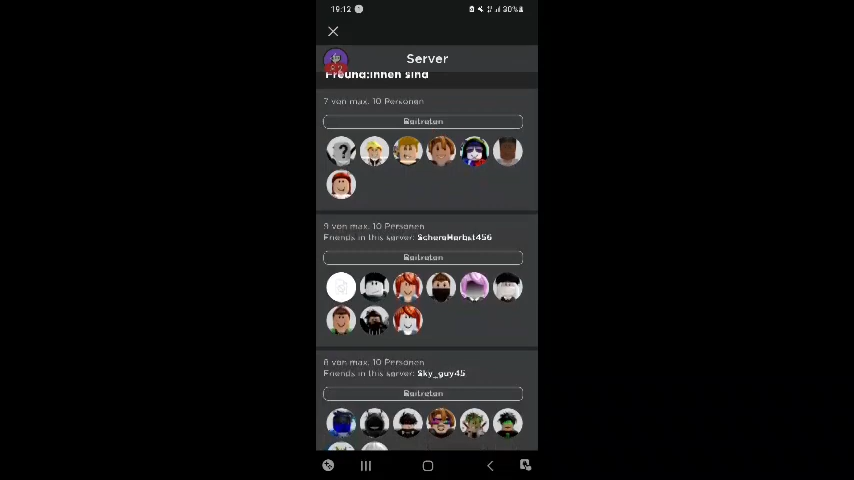 19:12
30%
Server
Freund:innen sind
7 von max. 10 Personen
Beitreten
9 von max. 10 Personen
Friends in this server: SchereHerbst456
Beitreten
8 von max. 10 Personen
Friends in this server: Sky_guy45
Beitreten